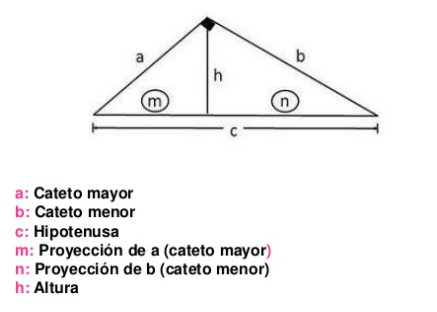 a
b
h
m
n
c
a: Cateto mayor
b: Cateto menor
c: Hipotenusa
m: Proyección de a (cateto mayor)
n: Proyección de b (cateto menor)
h: Altura